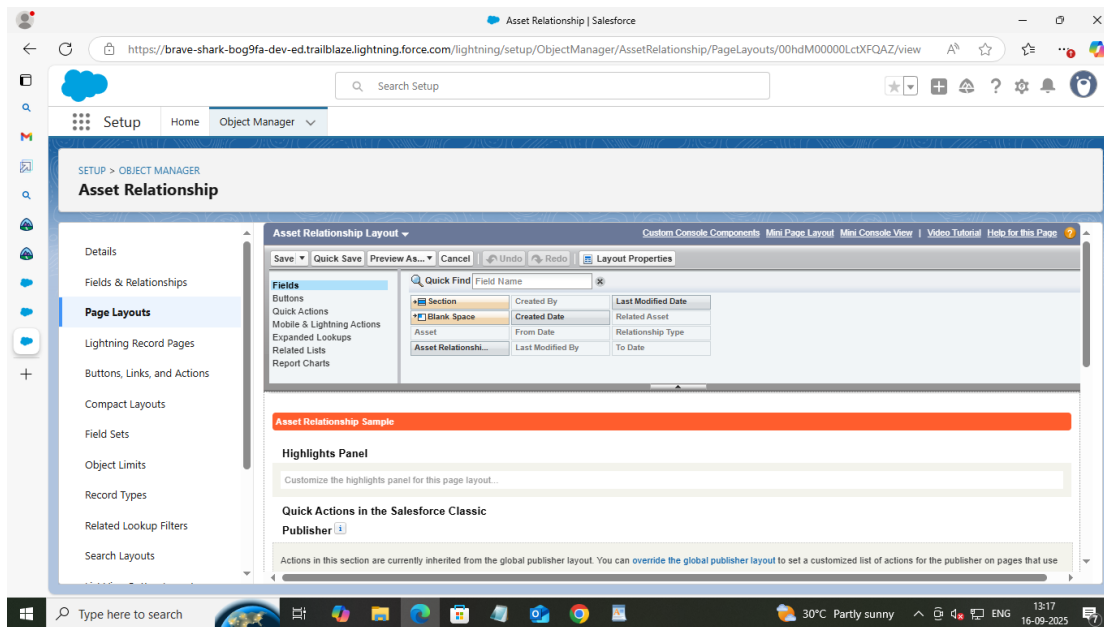 Asset Relationship | Salesforce
https://brave-shark-bog9fa-dev-ed.trailblaze.lightning.force.com/lightning/setup/ObjectManager/AssetRelationship/PageLayouts/00hdM00000LctXFQAZ/view
Search Setup
Setup Home Object Manager
SETUP > OBJECT MANAGER
Asset Relationship
Details
Fields & Relationships
Page Layouts
Lightning Record Pages
Buttons, Links, and Actions
Compact Layouts
Field Sets
Object Limits
Record Types
Related Lookup Filters
Search Layouts
Asset Relationship Layout
Custom Console Components Mini Page Layout Mini Console View | Video Tutorial Help for this Page ?
Save Quick Save Preview As... Cancel Undo Redo Layout Properties
Fields
Buttons
Quick Actions
Mobile & Lightning Actions
Expanded Lookups
Related Lists
Report Charts
Quick Find Field Name
Section Created By Last Modified Date
Blank Space Created Date Related Asset
Asset From Date Relationship Type
Asset Relationshi... Last Modified By To Date
Asset Relationship Sample
Highlights Panel
Customize the highlights panel for this page layout...
Quick Actions in the Salesforce Classic
Publisher i
Actions in this section are currently inherited from the global publisher layout. You can override the global publisher layout to set a customized list of actions for the publisher on pages that use
Type here to search
30°C Partly sunny
ENG
13:17
16-09-2025
7